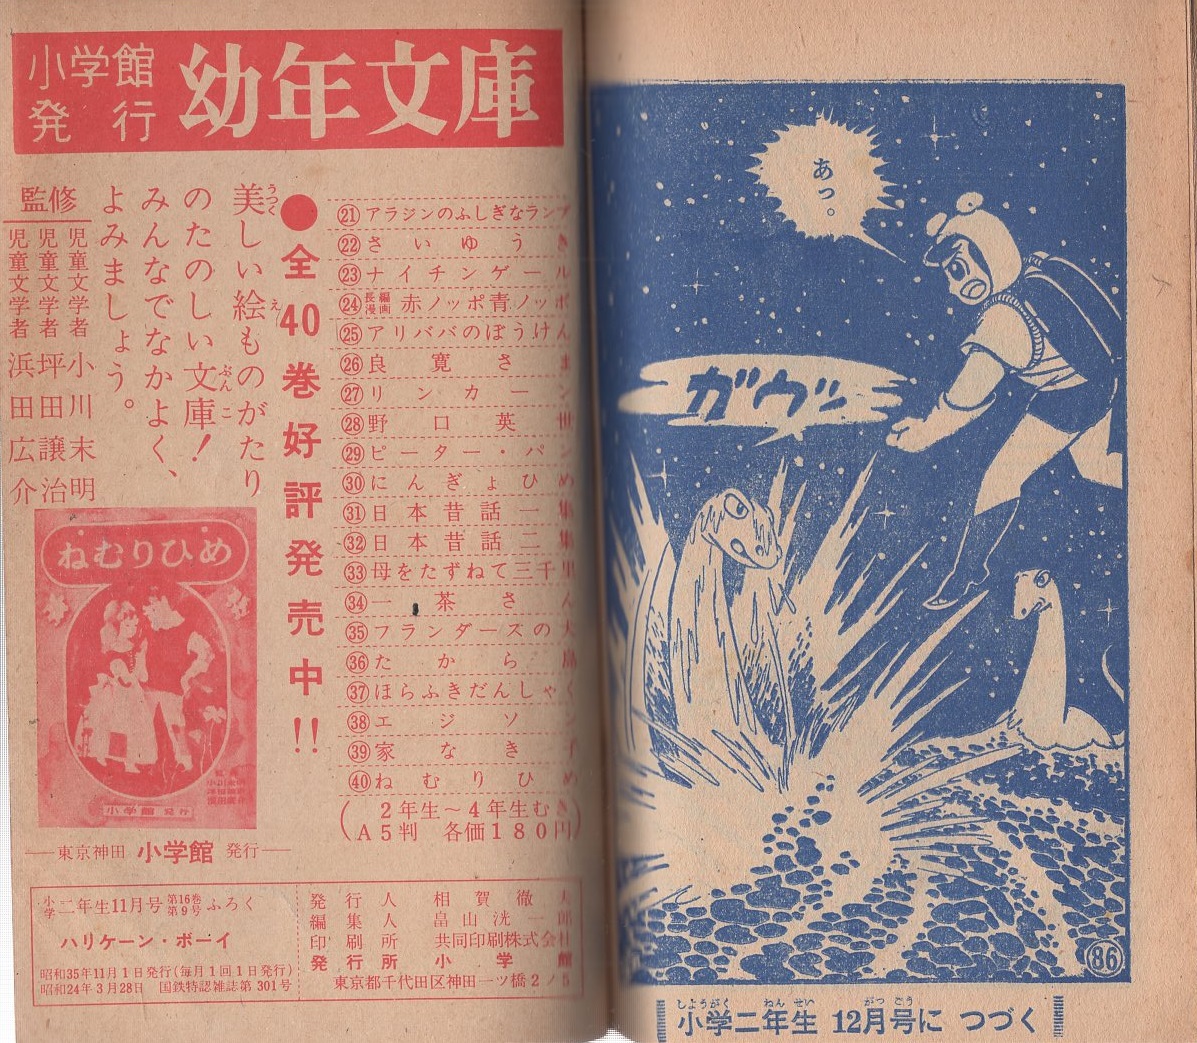 小学館
発行
幼年文庫
●全40巻好評発売中!!
美しい絵ものがたり
のたのしい文庫！
みんなでなかよく、
よみましょう。
監修
児童文学者 小川未明
児童文学者 坪田譲治
児童文学者 浜田広介
㉑アラジンのふしぎなランプ
㉒さいゆうき
㉓ナイチンゲール
㉔長編漫画 赤ノッポ青ノッポ
㉕アリババのぼうけん
㉖良寛さま
㉗リンカーン
㉘野口英世
㉙ピーター・パン
㉚にんぎょひめ
㉛日本昔話一集
㉜日本昔話二集
㉝母をたずねて三千里
㉞一茶さん
㉟フランダースの犬
㊱たから島
㊲ほらふきだんしゃく
㊳エジソン
㊴家なき子
㊵ねむりひめ
(2年生～4年生むき
A5判 各価180円)
ねむりひめ
小学館発行
東京神田 小学館 発行
小学二年生11月号 第16巻第9号 ふろく
ハリケーン・ボーイ
昭和35年11月1日発行(毎月1回1日発行)
昭和24年3月28日 国鉄特認雑誌第301号
発行人 相賀徹夫
編集人 畠山滉一郎
印刷所 共同印刷株式会社
発行所 小学館
東京都千代田区神田一ツ橋2ノ5
あっ。
ガウッ
86
小学二年生 12月号に つづく